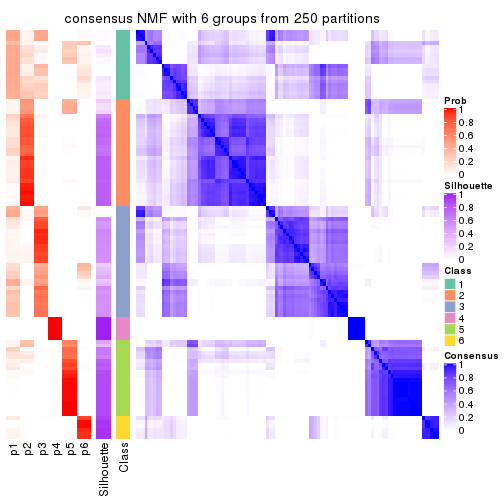 consensus NMF with 6 groups from 250 partitions
Prob
1
0.8
0.6
0.4
0.2
0
Silhouette
1
0.8
0.6
0.4
0.2
0
Class
1
2
3
4
5
6
Consensus
1
0.8
0.6
0.4
0.2
0
p1
p2
p3
p4
p5
p6
Silhouette
Class